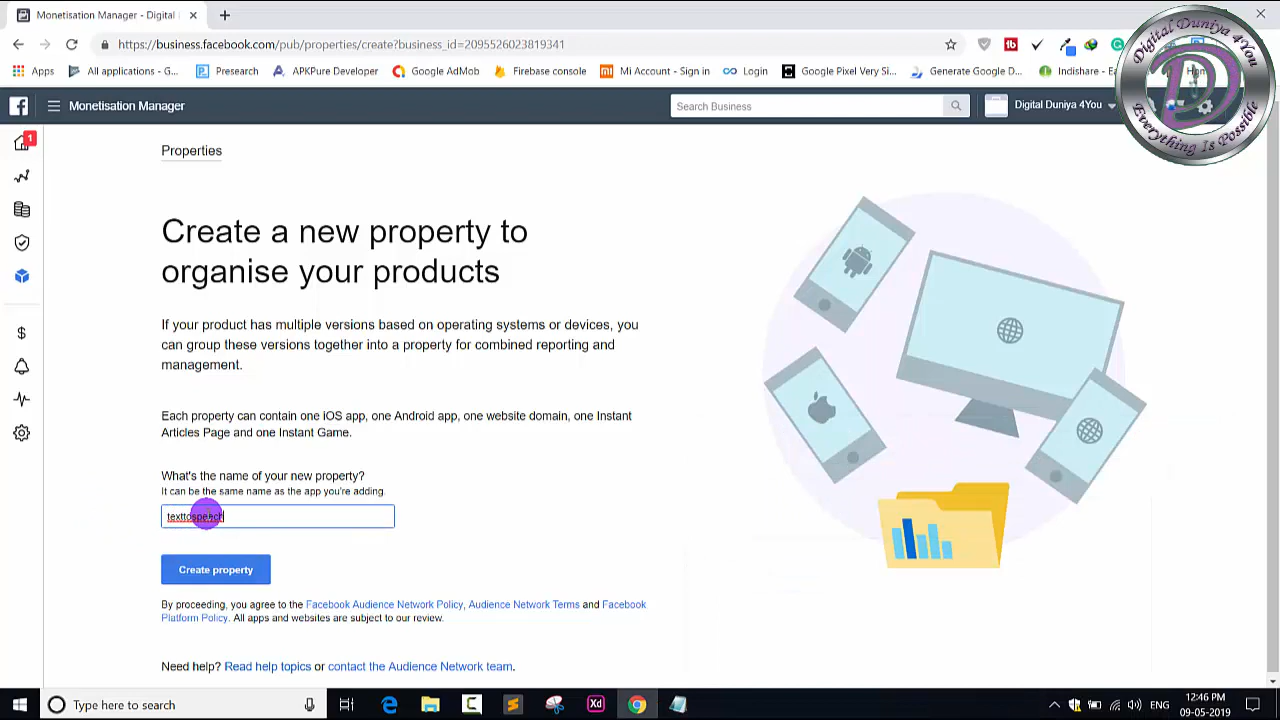 Monetisation Manager - Digital
https://business.facebook.com/pub/properties/create?business_id=2095526023819341
Apps
All applications - G...
Presearch
APKPure Developer
Google AdMob
Firebase console
Mi Account - Sign in
Login
Google Pixel Very Si...
Generate Google D...
Indishare - Ea
Monetisation Manager
Search Business
Digital Duniya 4You
Digital Duniya 4You
Everything Is Possible
1
Properties
Create a new property to
organise your products
If your product has multiple versions based on operating systems or devices, you
can group these versions together into a property for combined reporting and
management.
Each property can contain one iOS app, one Android app, one website domain, one Instant
Articles Page and one Instant Game.
What's the name of your new property?
It can be the same name as the app you're adding.
texttospeech
Create property
By proceeding, you agree to the Facebook Audience Network Policy, Audience Network Terms and Facebook
Platform Policy. All apps and websites are subject to our review.
Need help? Read help topics or contact the Audience Network team.
Type here to search
Xd
ENG
12:46 PM
09-05-2019